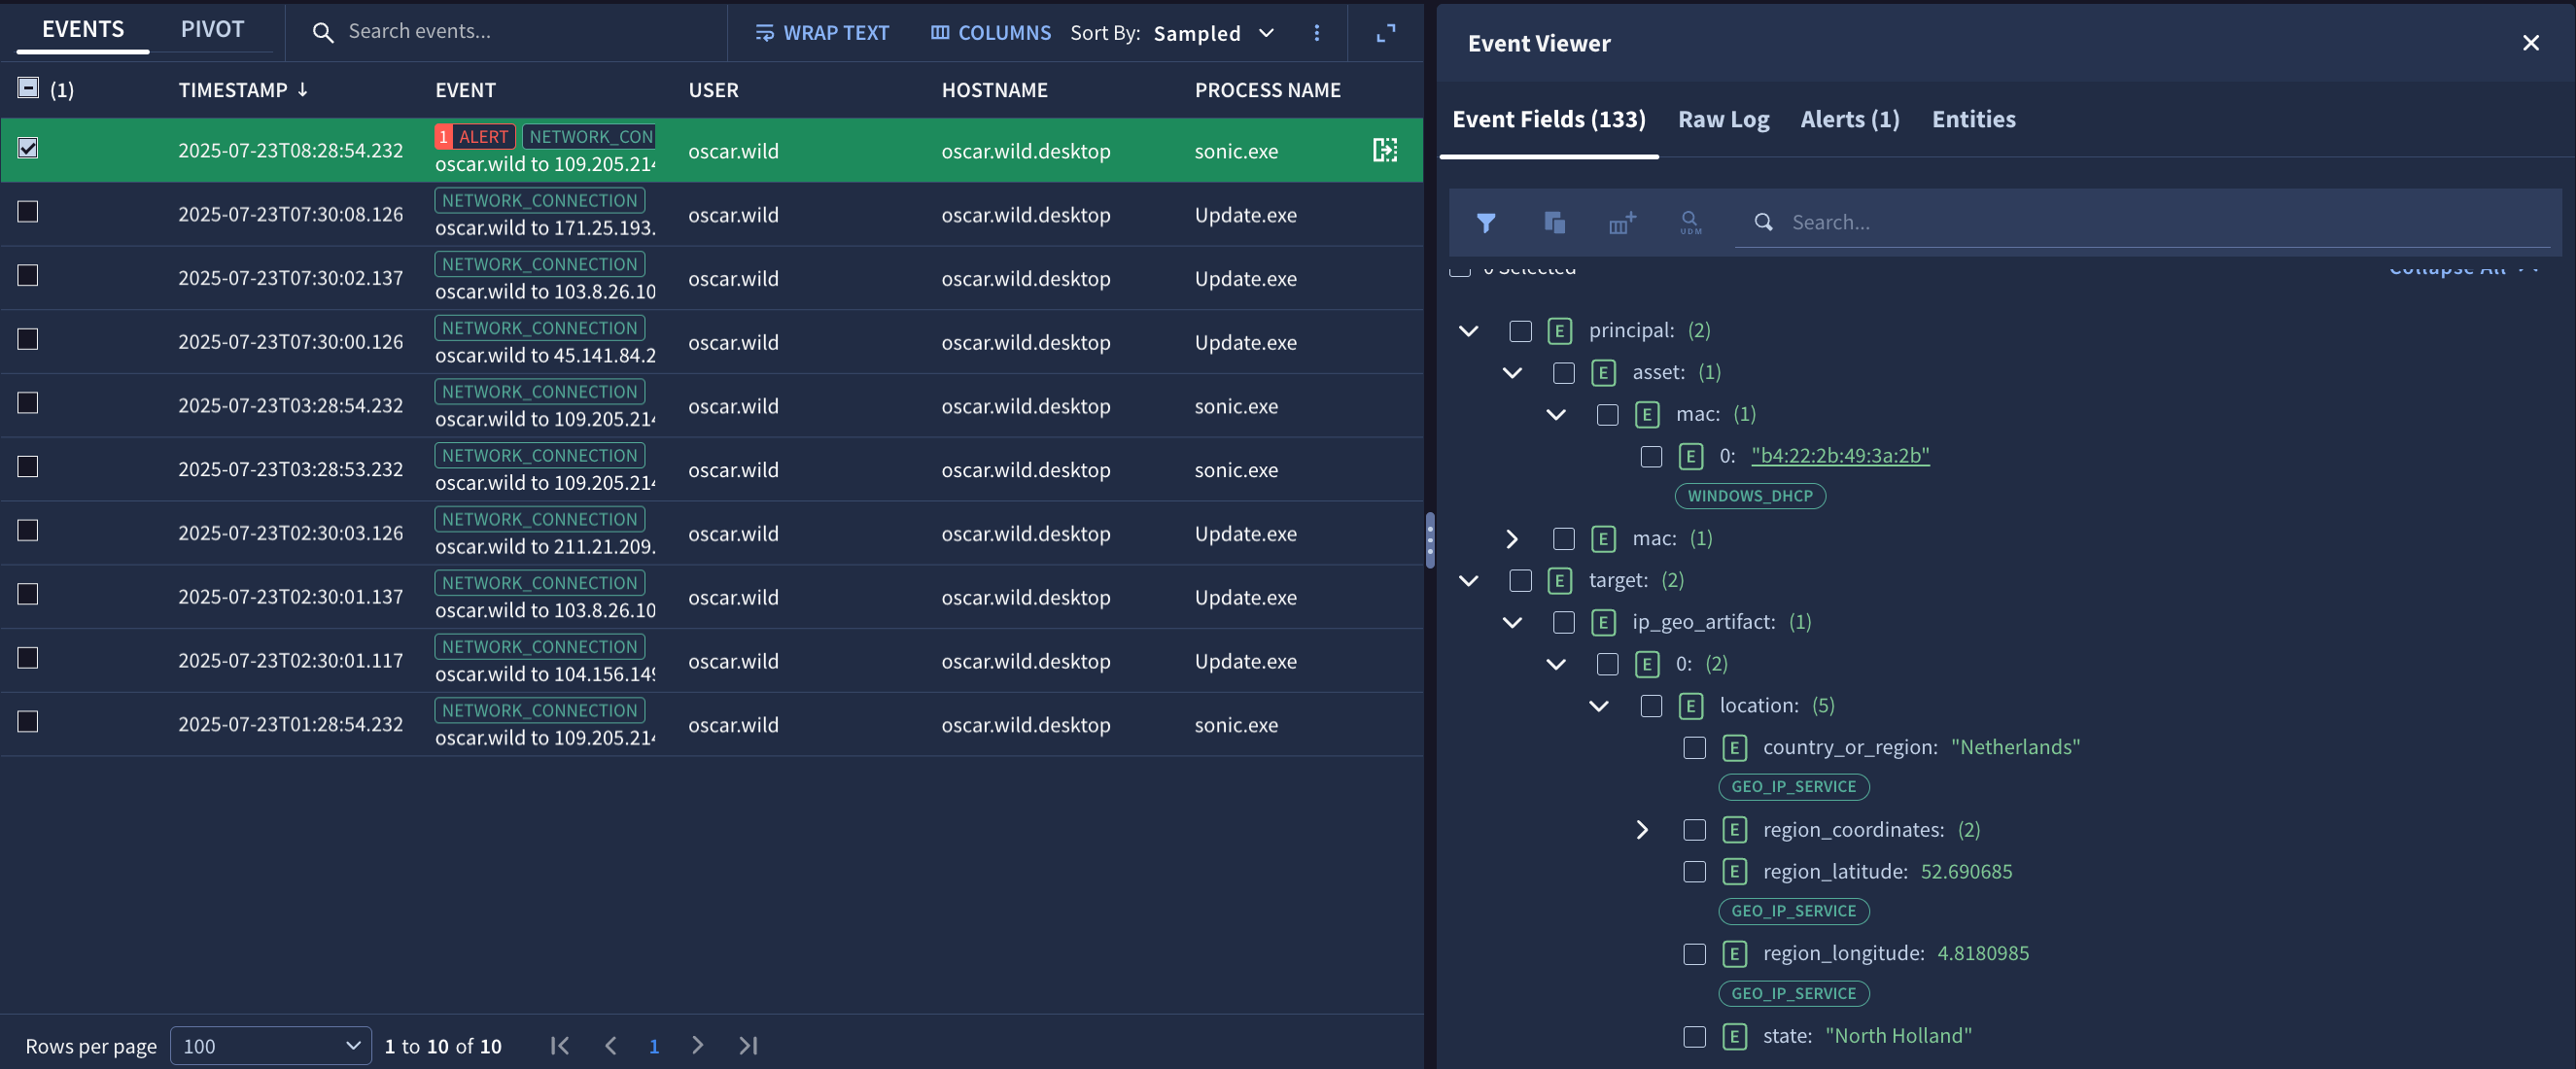 EVENTS PIVOT Search events... WRAP TEXT COLUMNS Sort By: Sampled
(1) TIMESTAMP ↓ EVENT USER HOSTNAME PROCESS NAME
1 ALERT NETWORK_CON
2025-07-23T08:28:54.232 oscar.wild oscar.wild.desktop sonic.exe
oscar.wild to 109.205.214
NETWORK_CONNECTION
2025-07-23T07:30:08.126 oscar.wild oscar.wild.desktop Update.exe
oscar.wild to 171.25.193.
NETWORK_CONNECTION
2025-07-23T07:30:02.137 oscar.wild oscar.wild.desktop Update.exe
oscar.wild to 103.8.26.10
NETWORK_CONNECTION
2025-07-23T07:30:00.126 oscar.wild oscar.wild.desktop Update.exe
oscar.wild to 45.141.84.2
NETWORK_CONNECTION
2025-07-23T03:28:54.232 oscar.wild oscar.wild.desktop sonic.exe
oscar.wild to 109.205.214
NETWORK_CONNECTION
2025-07-23T03:28:53.232 oscar.wild oscar.wild.desktop sonic.exe
oscar.wild to 109.205.214
NETWORK_CONNECTION
2025-07-23T02:30:03.126 oscar.wild oscar.wild.desktop Update.exe
oscar.wild to 211.21.209.
NETWORK_CONNECTION
2025-07-23T02:30:01.137 oscar.wild oscar.wild.desktop Update.exe
oscar.wild to 103.8.26.10
NETWORK_CONNECTION
2025-07-23T02:30:01.117 oscar.wild oscar.wild.desktop Update.exe
oscar.wild to 104.156.149
NETWORK_CONNECTION
2025-07-23T01:28:54.232 oscar.wild oscar.wild.desktop sonic.exe
oscar.wild to 109.205.214
Rows per page 100 1 to 10 of 10 1
Event Viewer
Event Fields (133) Raw Log Alerts (1) Entities
UDM Search...
0 Selected Collapse All
E principal: (2)
E asset: (1)
E mac: (1)
E 0: "b4:22:2b:49:3a:2b"
WINDOWS_DHCP
E mac: (1)
E target: (2)
E ip_geo_artifact: (1)
E 0: (2)
E location: (5)
E country_or_region: "Netherlands"
GEO_IP_SERVICE
E region_coordinates: (2)
E region_latitude: 52.690685
GEO_IP_SERVICE
E region_longitude: 4.8180985
GEO_IP_SERVICE
E state: "North Holland"